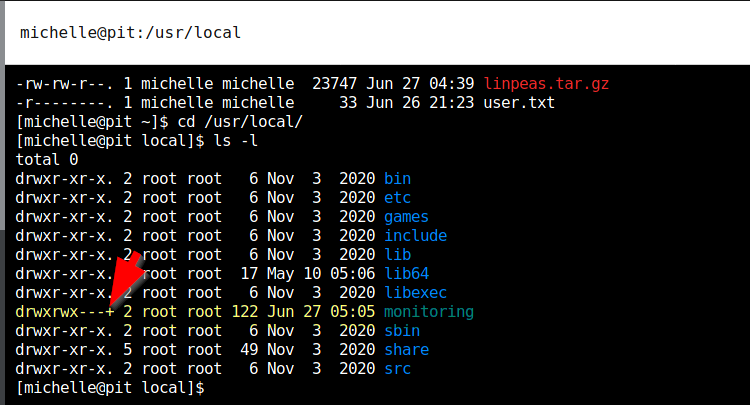 michelle@pit:/usr/local
-rw-rw-r--. 1 michelle michelle  23747 Jun 27 04:39 linpeas.tar.gz
-r--------. 1 michelle michelle     33 Jun 26 21:23 user.txt
[michelle@pit ~]$ cd /usr/local/
[michelle@pit local]$ ls -l
total 0
drwxr-xr-x. 2 root root   6 Nov  3  2020 bin
drwxr-xr-x. 2 root root   6 Nov  3  2020 etc
drwxr-xr-x. 2 root root   6 Nov  3  2020 games
drwxr-xr-x. 2 root root   6 Nov  3  2020 include
drwxr-xr-x. 2 root root   6 Nov  3  2020 lib
drwxr-xr-x. root root  17 May 10 05:06 lib64
drwxr-xr-x. 2 root root   6 Nov  3  2020 libexec
drwxrwx---+ 2 root root 122 Jun 27 05:05 monitoring
drwxr-xr-x. 2 root root   6 Nov  3  2020 sbin
drwxr-xr-x. 5 root root  49 Nov  3  2020 share
drwxr-xr-x. 2 root root   6 Nov  3  2020 src
[michelle@pit local]$